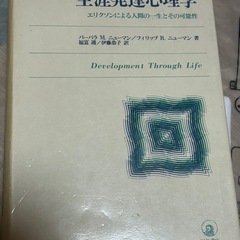 生涯発達心理学
エリクソンによる人間の一生とその可能性
バーバラ M. ニューマン/フィリップ R. ニューマン 著
福富 護/伊藤恭子 訳
Development Through Life